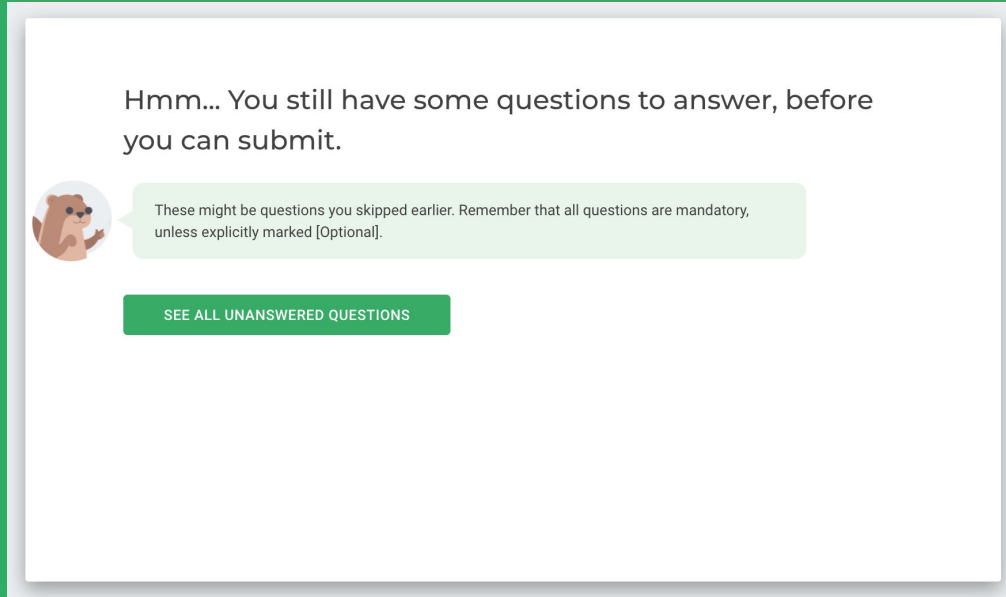 Hmm... You still have some questions to answer, before
you can submit.
These might be questions you skipped earlier. Remember that all questions are mandatory,
unless explicitly marked [Optional].
SEE ALL UNANSWERED QUESTIONS